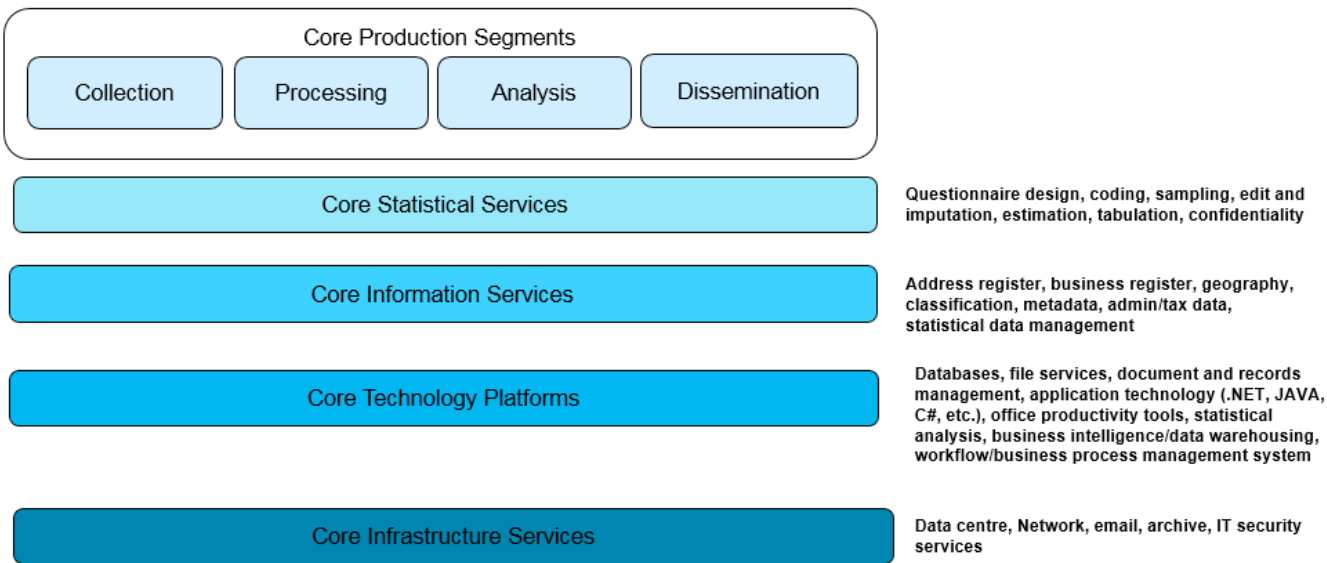 Core Production Segments
Collection
Processing
Analysis
Dissemination
Core Statistical Services
Questionnaire design, coding, sampling, edit and
imputation, estimation, tabulation, confidentiality
Core Information Services
Address register, business register, geography,
classification, metadata, admin/tax data,
statistical data management
Core Technology Platforms
Databases, file services, document and records
management, application technology (.NET, JAVA,
C#, etc.), office productivity tools, statistical
analysis, business intelligence/data warehousing,
workflow/business process management system
Core Infrastructure Services
Data centre, Network, email, archive, IT security
services